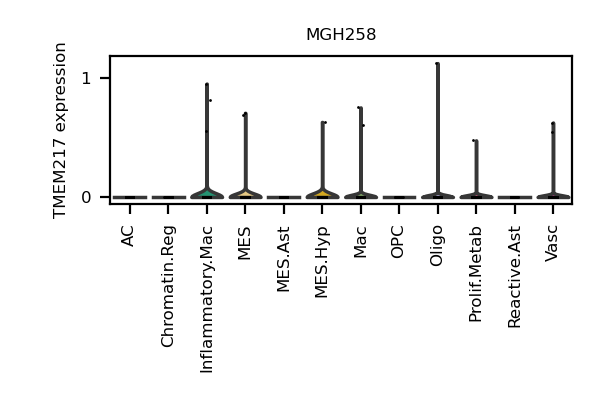 MGH258
TMEM217 expression
1
0
AC
Chromatin.Reg
Inflammatory.Mac
MES
MES.Ast
MES.Hyp
Mac
OPC
Oligo
Prolif.Metab
Reactive.Ast
Vasc